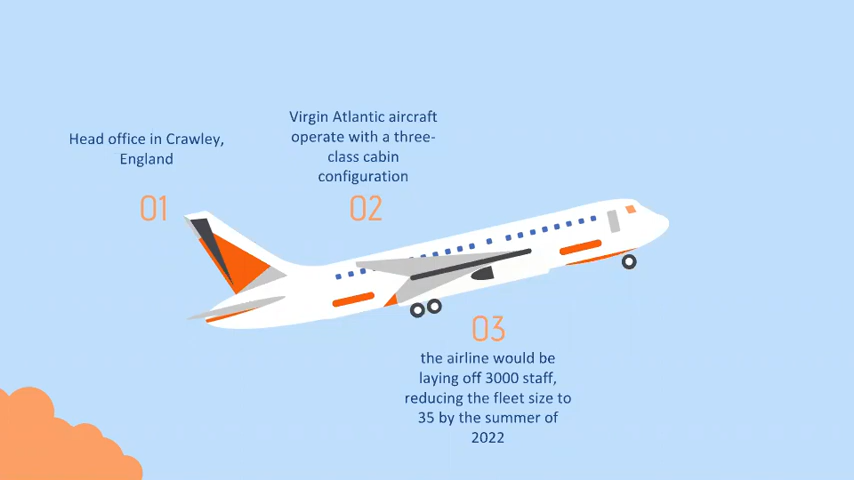 Head office in Crawley,
England
01
Virgin Atlantic aircraft
operate with a three-
class cabin
configuration
02
03
the airline would be
laying off 3000 staff,
reducing the fleet size to
35 by the summer of
2022